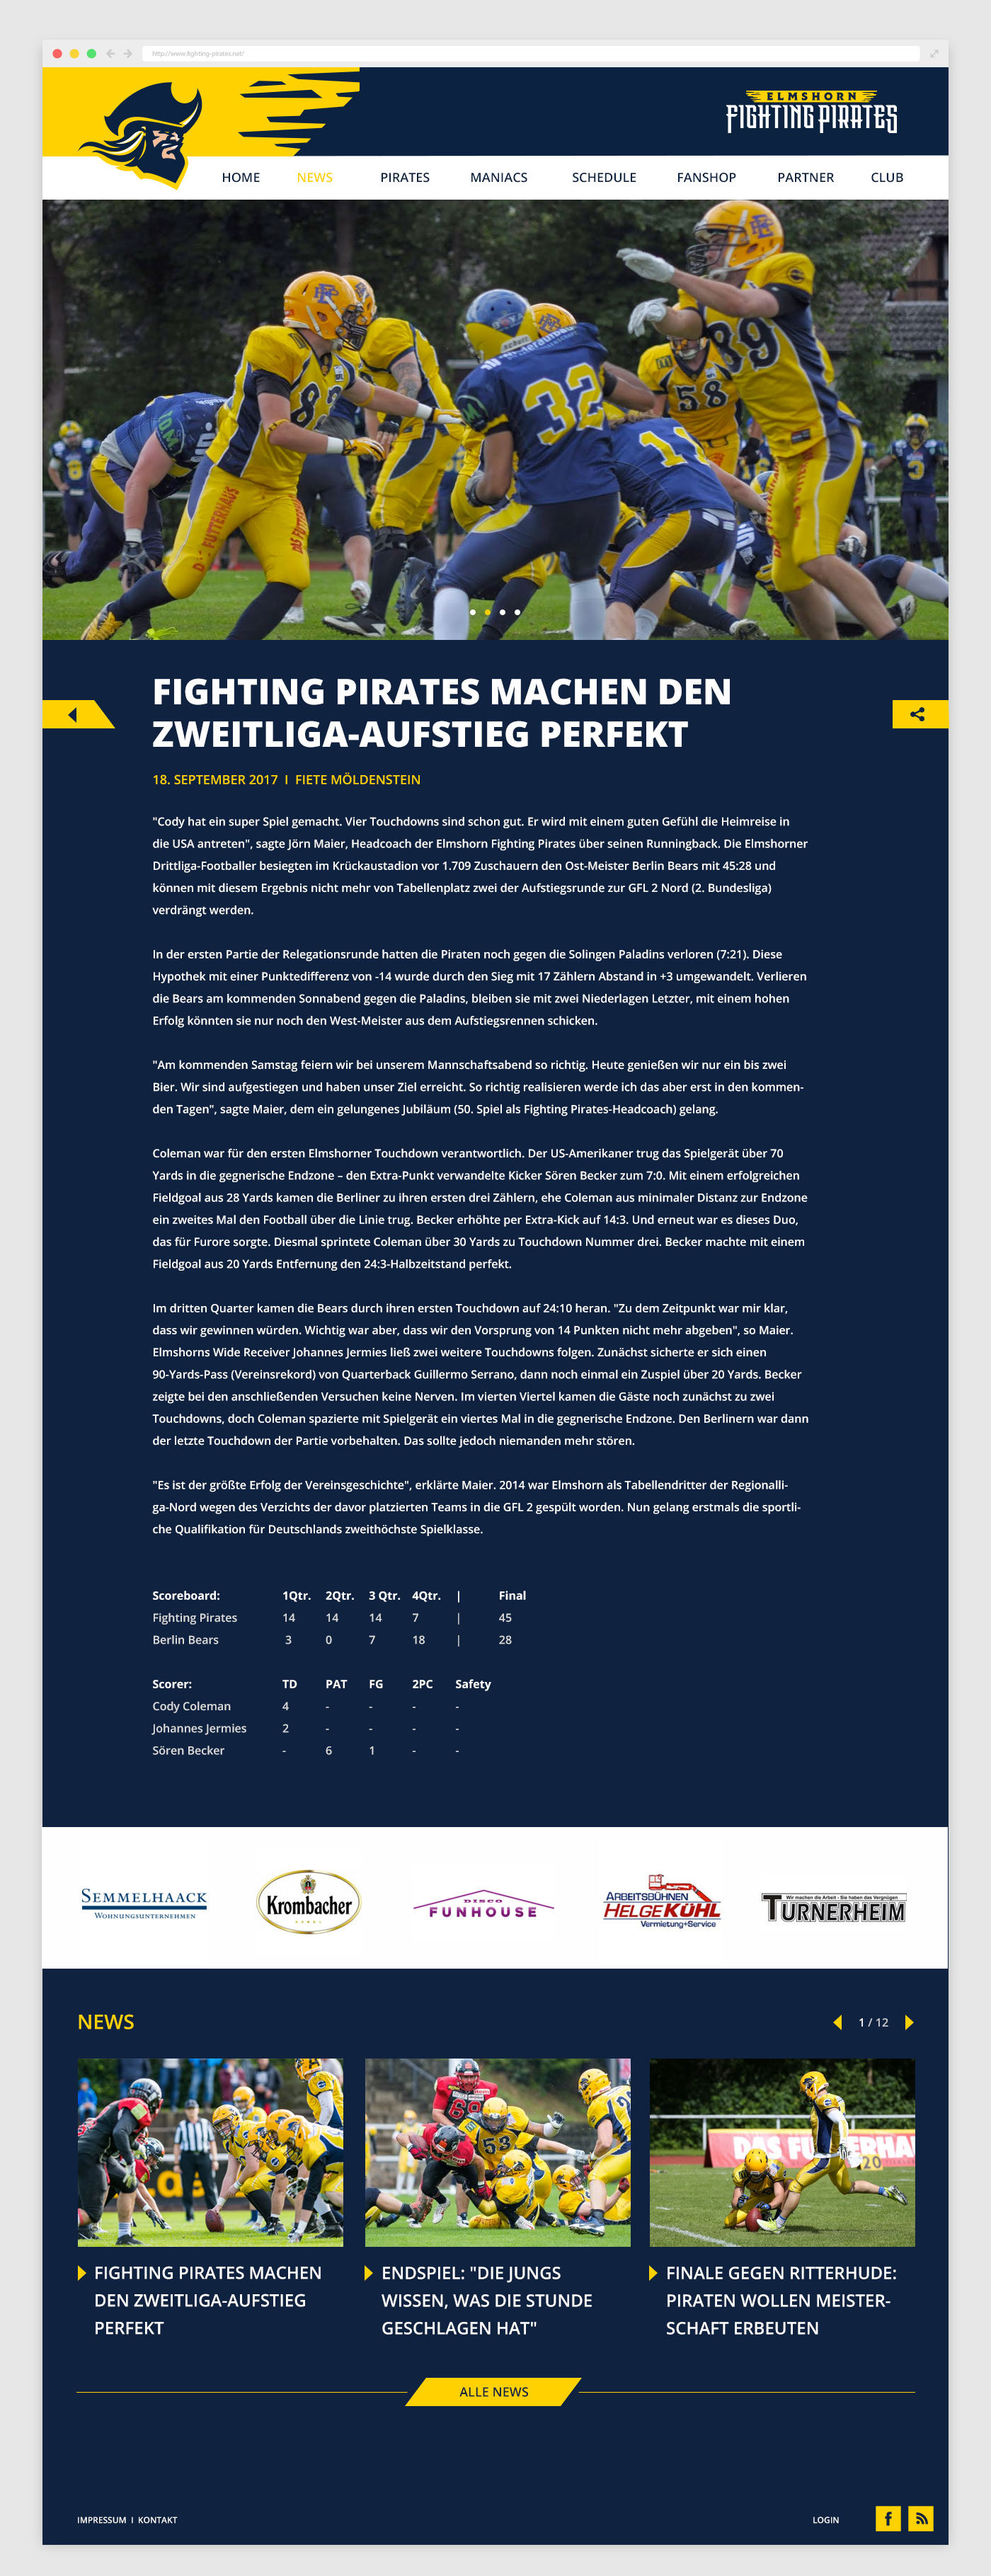 http://www.fighting-pirates.net/
ELMSHORN
FIGHTING PIRATES
HOME NEWS PIRATES MANIACS SCHEDULE FANSHOP PARTNER CLUB
88
32
58
89
1
3
DAS FUTTERHAUS
FIGHTING PIRATES MACHEN DEN
ZWEITLIGA-AUFSTIEG PERFEKT
18. SEPTEMBER 2017 I FIETE MÖLDENSTEIN
"Cody hat ein super Spiel gemacht. Vier Touchdowns sind schon gut. Er wird mit einem guten Gefühl die Heimreise in
die USA antreten", sagte Jörn Maier, Headcoach der Elmshorn Fighting Pirates über seinen Runningback. Die Elmshorner
Drittliga-Footballer besiegten im Krückaustadion vor 1.709 Zuschauern den Ost-Meister Berlin Bears mit 45:28 und
können mit diesem Ergebnis nicht mehr von Tabellenplatz zwei der Aufstiegsrunde zur GFL 2 Nord (2. Bundesliga)
verdrängt werden.
In der ersten Partie der Relegationsrunde hatten die Piraten noch gegen die Solingen Paladins verloren (7:21). Diese
Hypothek mit einer Punktedifferenz von -14 wurde durch den Sieg mit 17 Zählern Abstand in +3 umgewandelt. Verlieren
die Bears am kommenden Sonnabend gegen die Paladins, bleiben sie mit zwei Niederlagen Letzter, mit einem hohen
Erfolg könnten sie nur noch den West-Meister aus dem Aufstiegsrennen schicken.
"Am kommenden Samstag feiern wir bei unserem Mannschaftsabend so richtig. Heute genießen wir nur ein bis zwei
Bier. Wir sind aufgestiegen und haben unser Ziel erreicht. So richtig realisieren werde ich das aber erst in den kommen-
den Tagen", sagte Maier, dem ein gelungenes Jubiläum (50. Spiel als Fighting Pirates-Headcoach) gelang.
Coleman war für den ersten Elmshorner Touchdown verantwortlich. Der US-Amerikaner trug das Spielgerät über 70
Yards in die gegnerische Endzone – den Extra-Punkt verwandelte Kicker Sören Becker zum 7:0. Mit einem erfolgreichen
Fieldgoal aus 28 Yards kamen die Berliner zu ihren ersten drei Zählern, ehe Coleman aus minimaler Distanz zur Endzone
ein zweites Mal den Football über die Linie trug. Becker erhöhte per Extra-Kick auf 14:3. Und erneut war es dieses Duo,
das für Furore sorgte. Diesmal sprintete Coleman über 30 Yards zu Touchdown Nummer drei. Becker machte mit einem
Fieldgoal aus 20 Yards Entfernung den 24:3-Halbzeitstand perfekt.
Im dritten Quarter kamen die Bears durch ihren ersten Touchdown auf 24:10 heran. "Zu dem Zeitpunkt war mir klar,
dass wir gewinnen würden. Wichtig war aber, dass wir den Vorsprung von 14 Punkten nicht mehr abgeben", so Maier.
Elmshorns Wide Receiver Johannes Jermies ließ zwei weitere Touchdowns folgen. Zunächst sicherte er sich einen
90-Yards-Pass (Vereinsrekord) von Quarterback Guillermo Serrano, dann noch einmal ein Zuspiel über 20 Yards. Becker
zeigte bei den anschließenden Versuchen keine Nerven. Im vierten Viertel kamen die Gäste noch zunächst zu zwei
Touchdowns, doch Coleman spazierte mit Spielgerät ein viertes Mal in die gegnerische Endzone. Den Berlinern war dann
der letzte Touchdown der Partie vorbehalten. Das sollte jedoch niemanden mehr stören.
"Es ist der größte Erfolg der Vereinsgeschichte", erklärte Maier. 2014 war Elmshorn als Tabellendritter der Regionalli-
ga-Nord wegen des Verzichts der davor platzierten Teams in die GFL 2 gespült worden. Nun gelang erstmals die sportli-
che Qualifikation für Deutschlands zweithöchste Spielklasse.
Scoreboard: 1Qtr. 2Qtr. 3 Qtr. 4Qtr. | Final
Fighting Pirates 14 14 14 7 | 45
Berlin Bears 3 0 7 18 | 28
Scorer: TD PAT FG 2PC Safety
Cody Coleman 4 - - - -
Johannes Jermies 2 - - - -
Sören Becker - 6 1 - -
SEMMELHAACK
WOHNUNGSUNTERNEHMEN
Krombacher
DISCO
FUNHOUSE
ARBEITSBÜHNEN
HELGE KÜHL
Vermietung+Service
Wir machen die Arbeit - Sie haben das Vergnügen
TURNERHEIM
NEWS
1 / 12
69
53
DAS FUTTERHA
20
FIGHTING PIRATES MACHEN
DEN ZWEITLIGA-AUFSTIEG
PERFEKT
ENDSPIEL: "DIE JUNGS
WISSEN, WAS DIE STUNDE
GESCHLAGEN HAT"
FINALE GEGEN RITTERHUDE:
PIRATEN WOLLEN MEISTER-
SCHAFT ERBEUTEN
ALLE NEWS
IMPRESSUM I KONTAKT
LOGIN